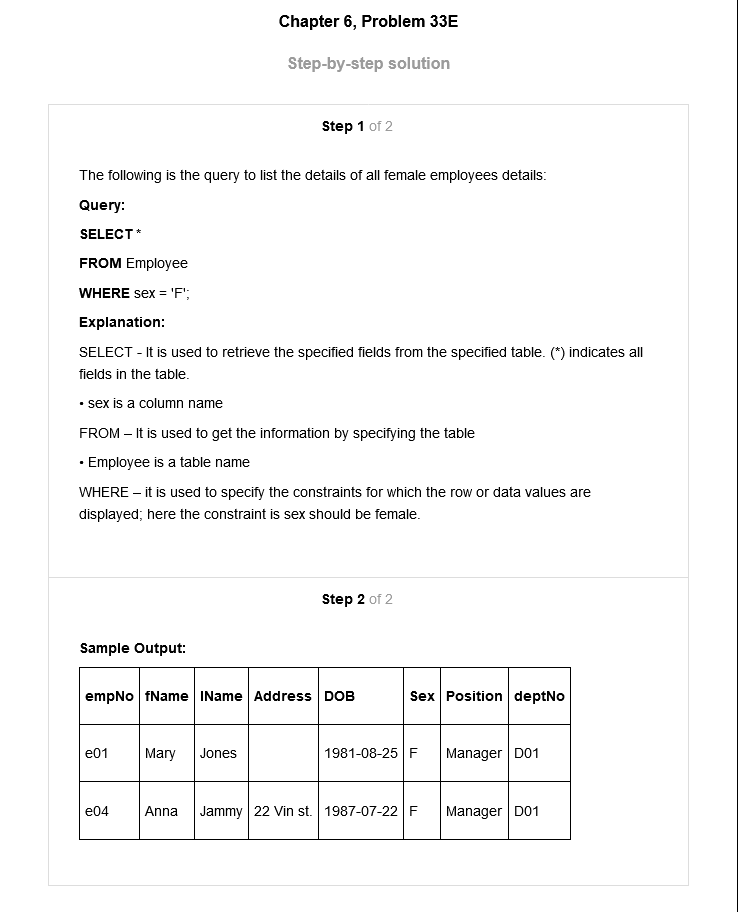 Chapter 6, Problem 33E
Step-by-step solution
Step 1 of 2
The following is the query to list the details of all female employees details:
Query:
SELECT *
FROM Employee
WHERE sex = 'F';
Explanation:
SELECT - It is used to retrieve the specified fields from the specified table. (*) indicates all
fields in the table.
• sex is a column name
FROM – It is used to get the information by specifying the table
• Employee is a table name
WHERE – it is used to specify the constraints for which the row or data values are
displayed; here the constraint is sex should be female.
Step 2 of 2
Sample Output:
empNo fName lName Address DOB Sex Position deptNo
e01 Mary Jones 1981-08-25 F Manager D01
e04 Anna Jammy 22 Vin st. 1987-07-22 F Manager D01